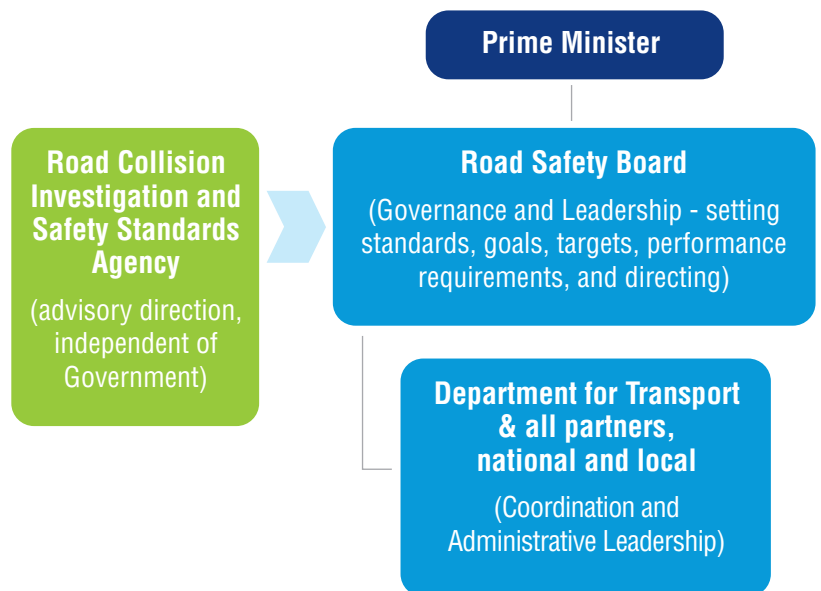 Prime Minister
Road Collision
Investigation and
Safety Standards
Agency
(advisory direction,
independent of
Government)
Road Safety Board
(Governance and Leadership - setting
standards, goals, targets, performance
requirements, and directing)
Department for Transport
& all partners,
national and local
(Coordination and
Administrative Leadership)